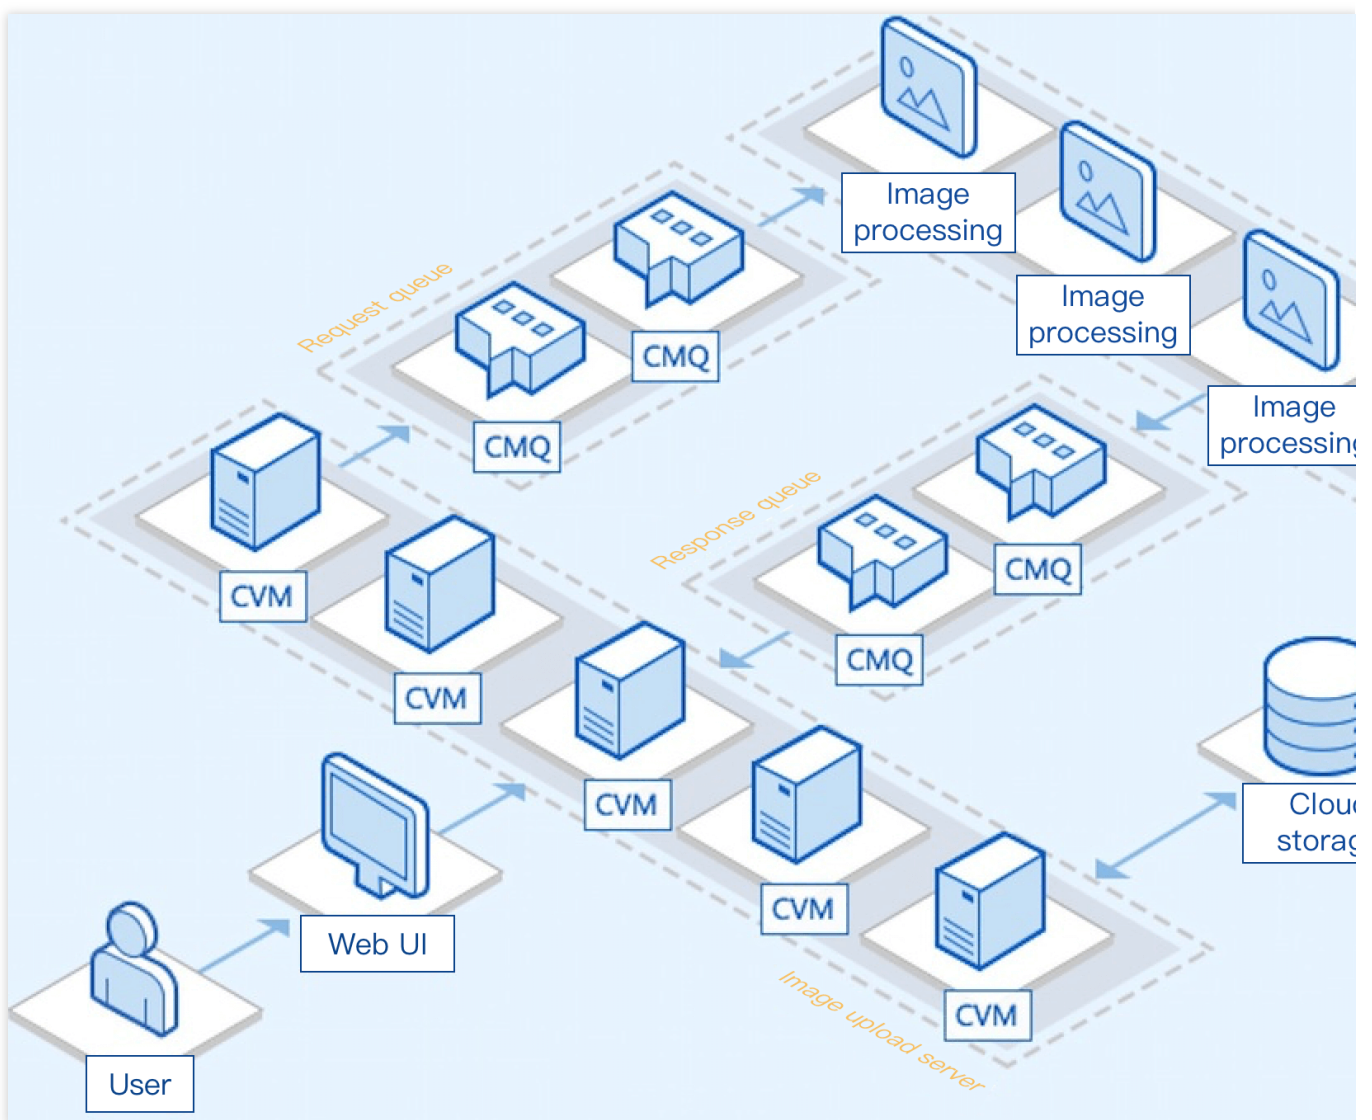 Image
processing
Image
processing
Image
processing
Request queue
CMQ
CMQ
Response queue
CMQ
CMQ
CVM
CVM
CVM
CVM
CVM
Image upload server
Web UI
User